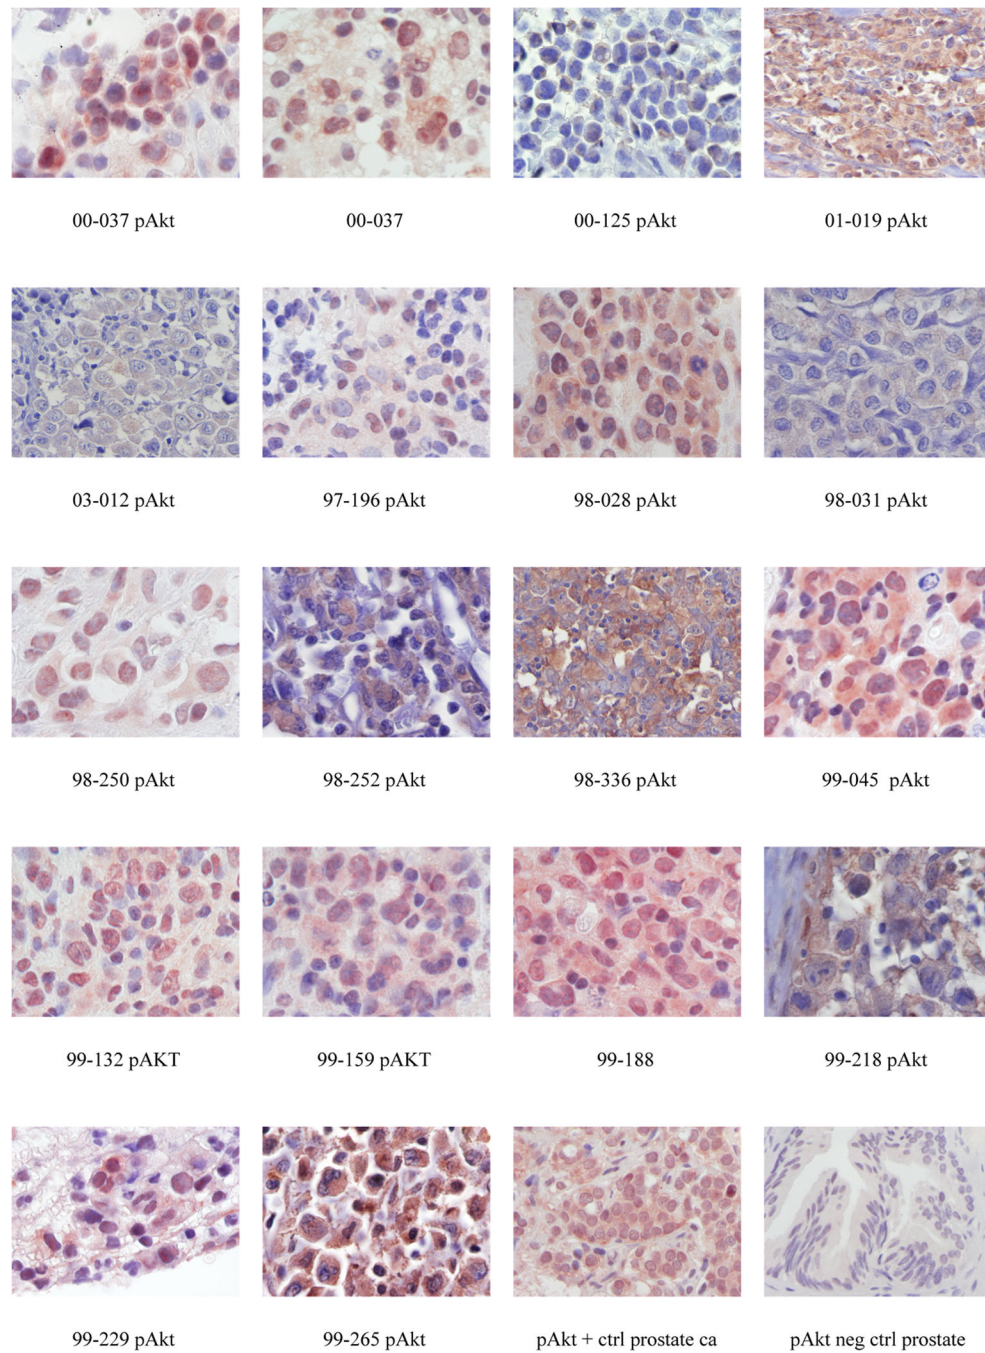 00-037 pAkt
00-037
00-125 pAkt
01-019 pAkt
03-012 pAkt
97-196 pAkt
98-028 pAkt
98-031 pAkt
98-250 pAkt
98-252 pAkt
98-336 pAkt
99-045 pAkt
99-132 pAKT
99-159 pAKT
99-188
99-218 pAkt
99-229 pAkt
99-265 pAkt
pAkt + ctrl prostate ca
pAkt neg ctrl prostate